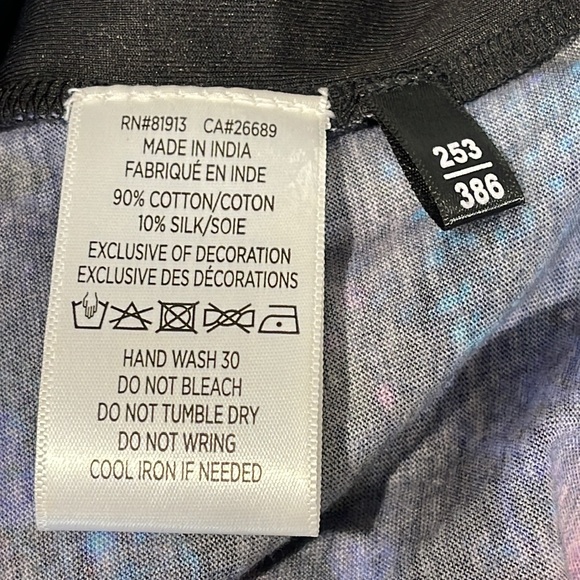 RN#81913 CA#26689
MADE IN INDIA
FABRIQUÉ EN INDE
90% COTTON/COTON
10% SILK/SOIE
EXCLUSIVE OF DECORATION
EXCLUSIVE DES DÉCORATIONS
HAND WASH 30
DO NOT BLEACH
DO NOT TUMBLE DRY
DO NOT WRING
COOL IRON IF NEEDED
253
386